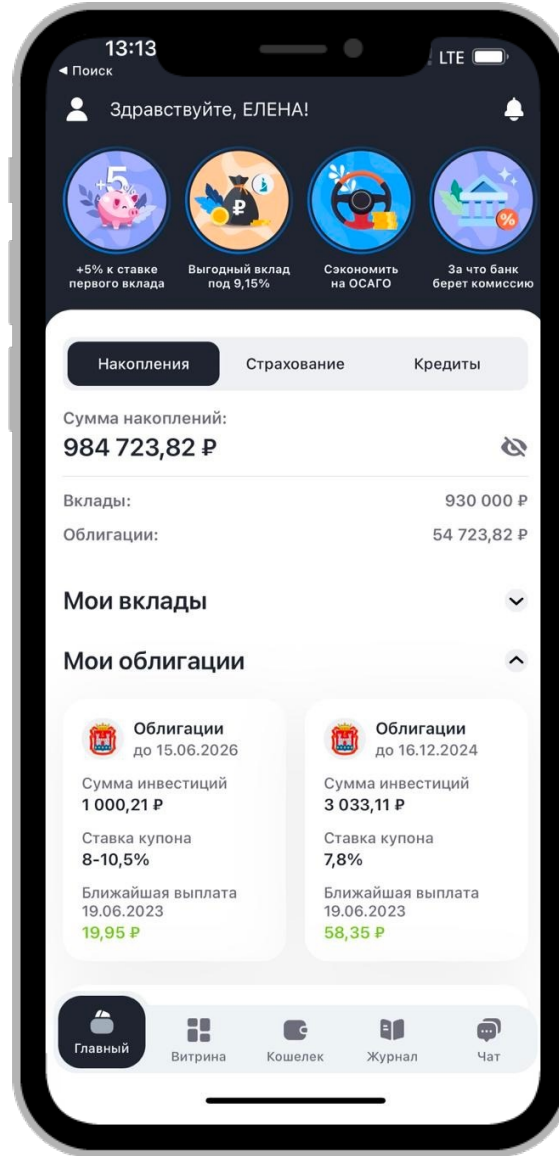 13:13
LTE
◀ Поиск
Здравствуйте, ЕЛЕНА!
+5%
₽
%
+5% к ставке
первого вклада
Выгодный вклад
под 9,15%
Сэкономить
на ОСАГО
За что банк
берет комиссию
Накопления
Страхование
Кредиты
Сумма накоплений:
984 723,82 ₽
Вклады:
930 000 ₽
Облигации:
54 723,82 ₽
Мои вклады
Мои облигации
Облигации
до 15.06.2026
Сумма инвестиций
1 000,21 ₽
Ставка купона
8-10,5%
Ближайшая выплата
19.06.2023
19,95 ₽
Облигации
до 16.12.2024
Сумма инвестиций
3 033,11 ₽
Ставка купона
7,8%
Ближайшая выплата
19.06.2023
58,35 ₽
Главный
Витрина
Кошелек
Журнал
Чат